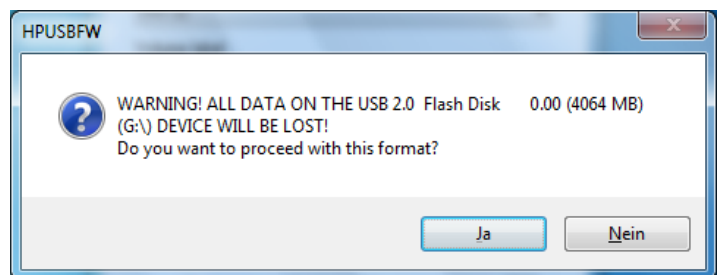 HPUSBFW
WARNING! ALL DATA ON THE USB 2.0 Flash Disk 0.00 (4064 MB)
(G:\) DEVICE WILL BE LOST!
Do you want to proceed with this format?
Ja
Nein